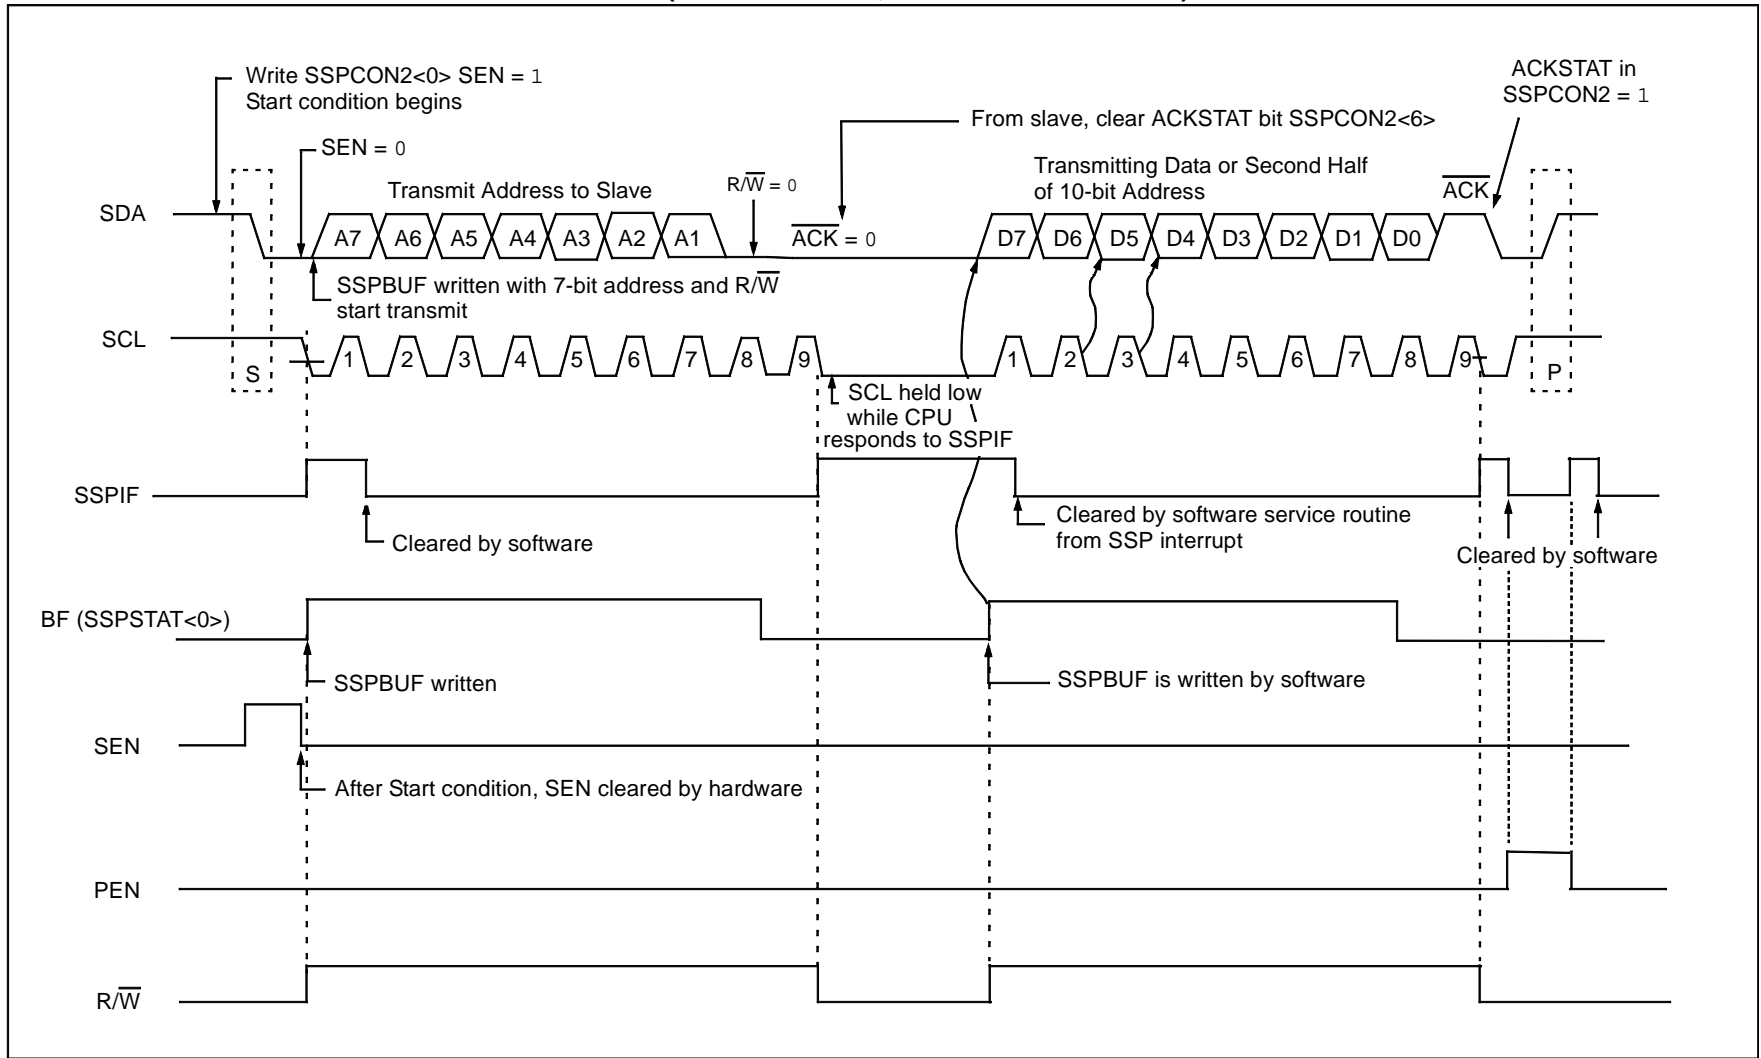 Write SSPCON2<0> SEN = 1
Start condition begins
ACKSTAT in
SSPCON2 = 1
From slave, clear ACKSTAT bit SSPCON2<6>
SEN = 0
Transmit Address to Slave
R/W̅ = 0
Transmitting Data or Second Half
of 10-bit Address
A̅C̅K̅
SDA
A7 A6 A5 A4 A3 A2 A1
A̅C̅K̅ = 0
D7 D6 D5 D4 D3 D2 D1 D0
SSPBUF written with 7-bit address and R/W̅
start transmit
SCL
S
1 2 3 4 5 6 7 8 9
1 2 3 4 5 6 7 8 9
P
SCL held low
while CPU
responds to SSPIF
SSPIF
Cleared by software
Cleared by software service routine
from SSP interrupt
Cleared by software
BF (SSPSTAT<0>)
SSPBUF written
SSPBUF is written by software
SEN
After Start condition, SEN cleared by hardware
PEN
R/W̅